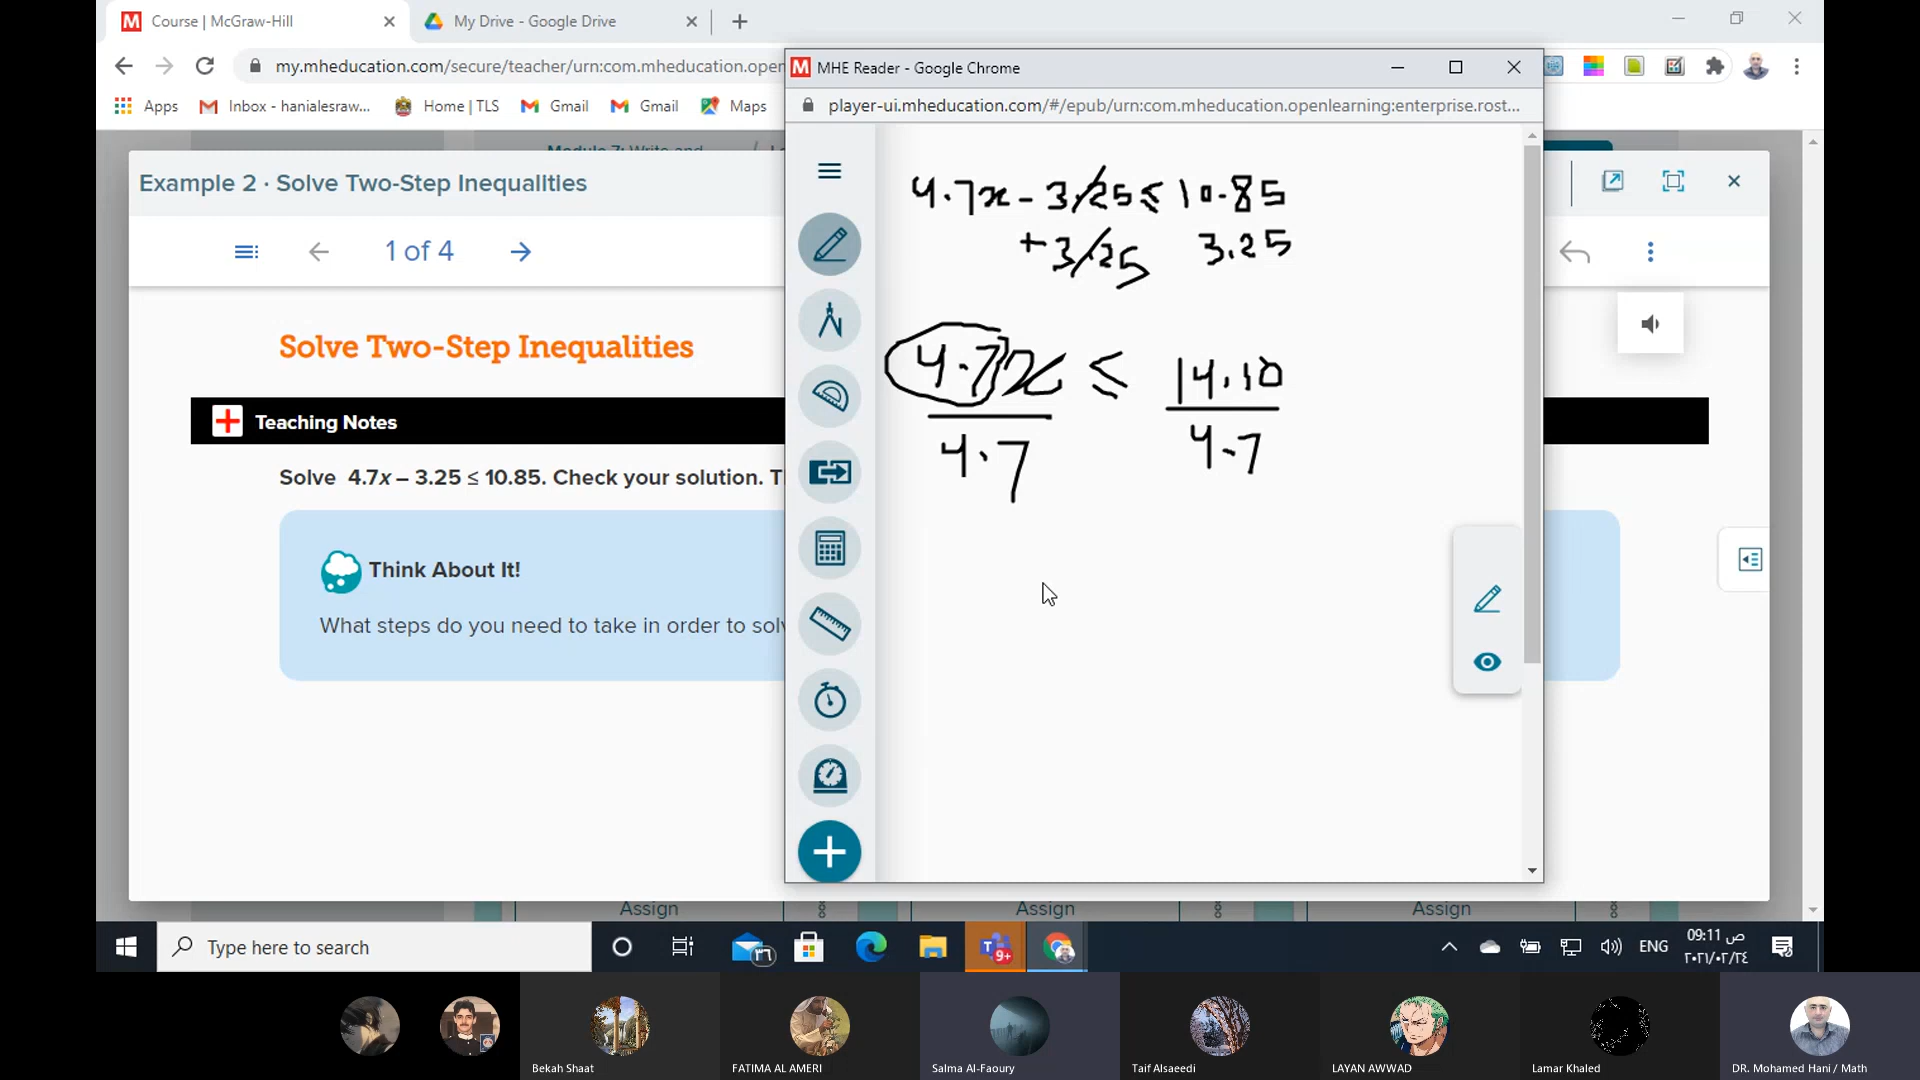 Course | McGraw-Hill
My Drive - Google Drive
my.mheducation.com/secure/teacher/urn:com.mheducation.open
Apps
Inbox - hanialesraw...
Home | TLS
Gmail
Gmail
Maps
MHE Reader - Google Chrome
player-ui.mheducation.com/#/epub/urn:com.mheducation.openlearning:enterprise.rost...
Example 2 · Solve Two-Step Inequalities
1 of 4
Solve Two-Step Inequalities
Teaching Notes
Solve 4.7x – 3.25 ≤ 10.85. Check your solution. T
Think About It!
What steps do you need to take in order to solv
4.7x - 3.25 ≤ 10.85
+ 3.25 3.25
4.7x ≤ 14.10
4.7 4.7
Assign
Assign
Assign
Type here to search
٣٦
9+
ENG
09:11 ص
٢٠٢١/٠٢/٢٤
Bekah Shaat
FATIMA AL AMERI
Salma Al-Faoury
Taif Alsaeedi
LAYAN AWWAD
Lamar Khaled
DR. Mohamed Hani / Math